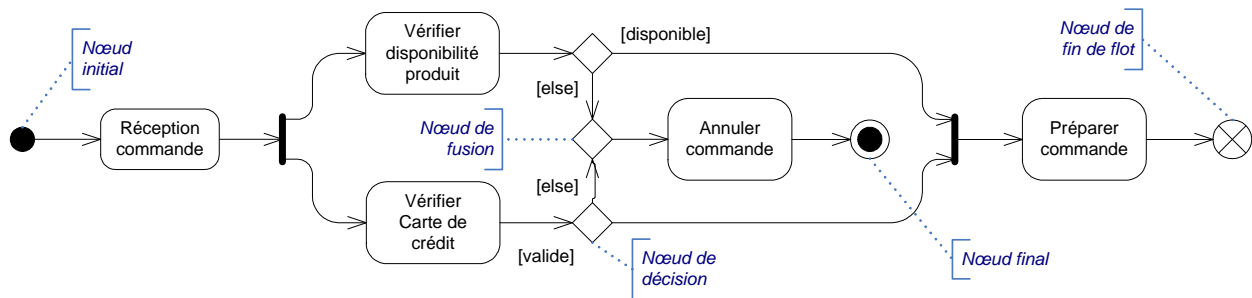 Nœud
initial
Réception
commande
Vérifier
disponibilité
produit
[disponible]
[else]
Nœud de
fusion
[else]
Vérifier
Carte de
crédit
[valide]
Nœud de
décision
Annuler
commande
Nœud final
Préparer
commande
Nœud de
fin de flot